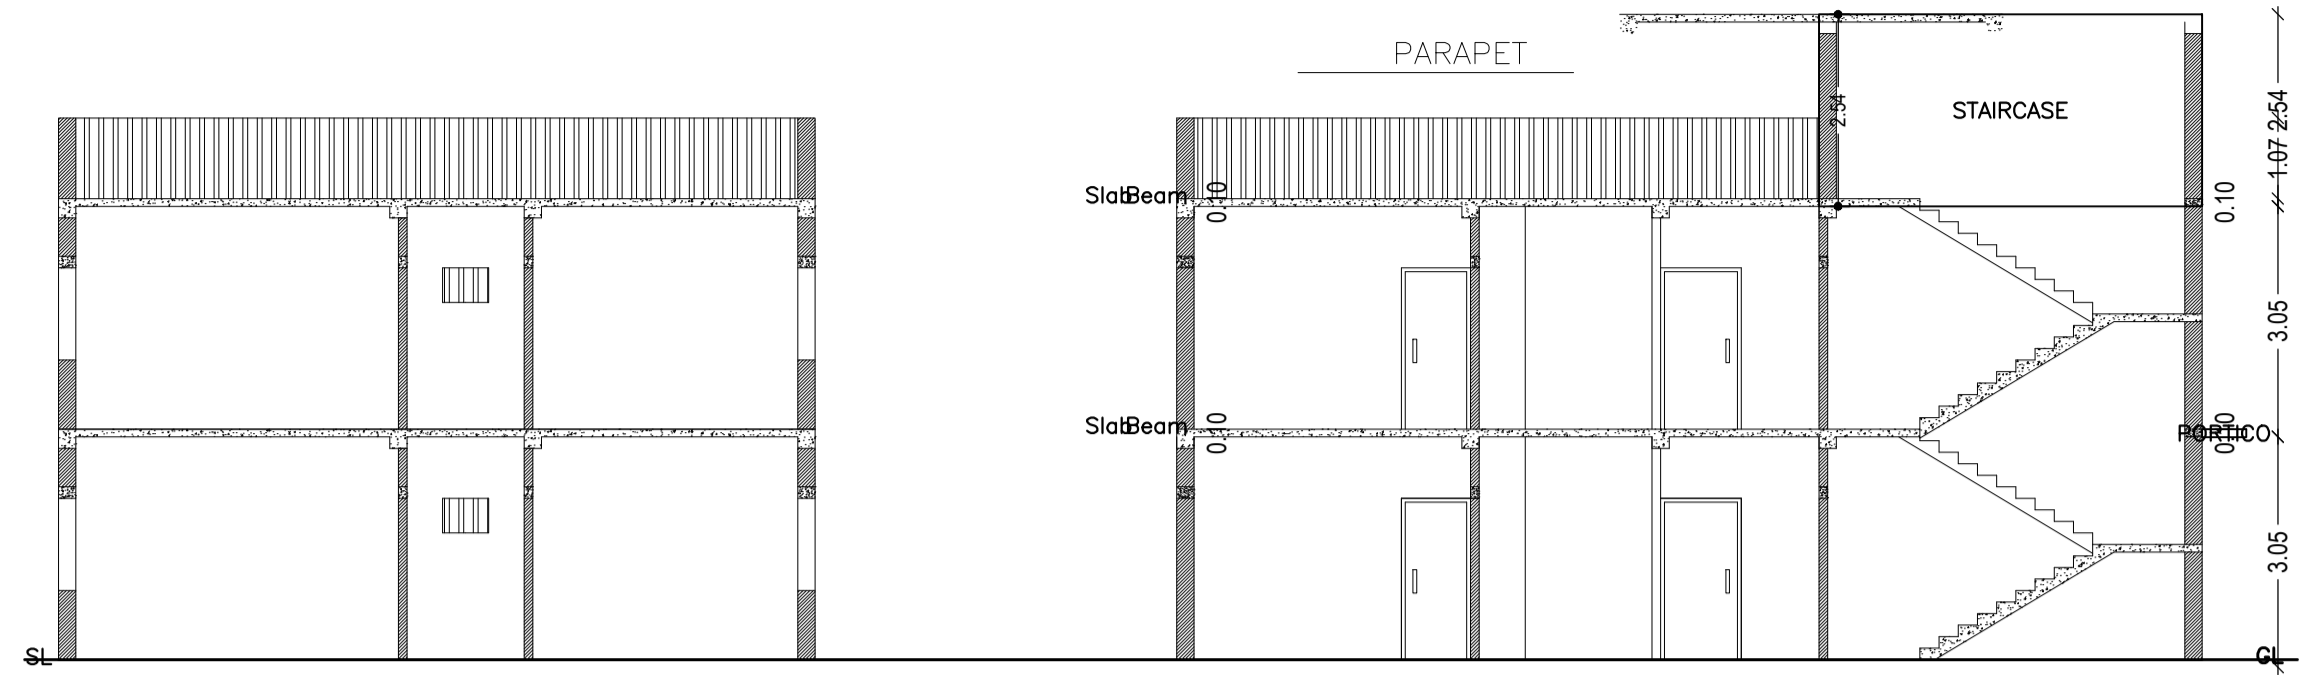 PARAPET
2.54
STAIRCASE
2.54
1.07
SlabBeam
0.10
0.10
3.05
SlabBeam
0.10
PORTICO
3.05
SL
GL